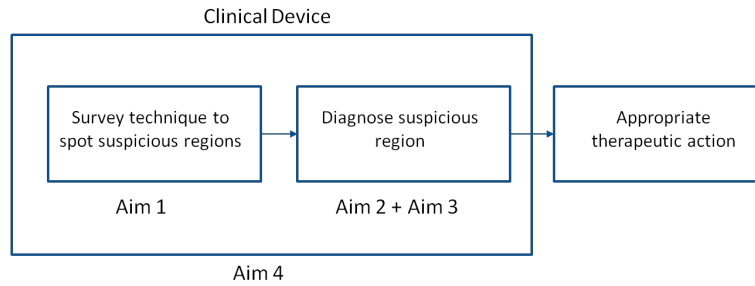 Clinical Device
Survey technique to
spot suspicious regions
Diagnose suspicious
region
Appropriate
therapeutic action
Aim 1
Aim 2 + Aim 3
Aim 4